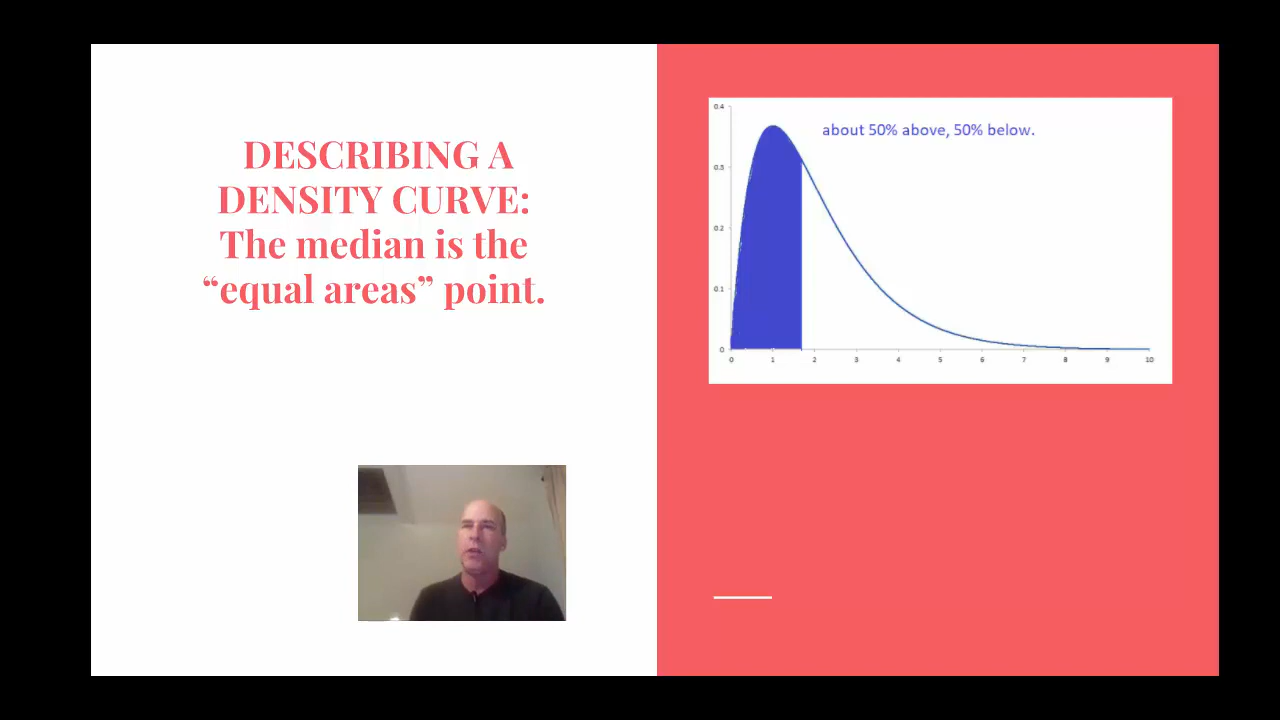 DESCRIBING A
DENSITY CURVE:
The median is the
“equal areas” point.
about 50% above, 50% below.
0.4
0.3
0.2
0.1
0
0 1 2 3 4 5 6 7 8 9 10